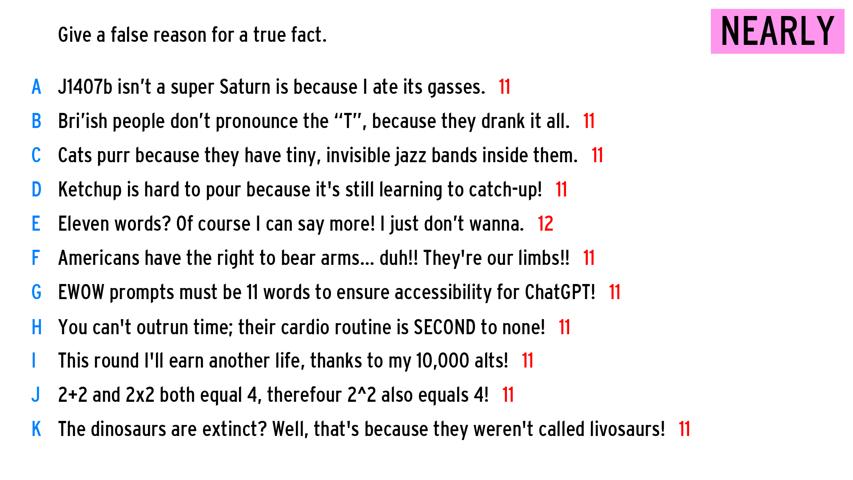 Give a false reason for a true fact.
NEARLY
A J1407b isn't a super Saturn is because I ate its gasses. 11
B Bri'ish people don't pronounce the “T”, because they drank it all. 11
C Cats purr because they have tiny, invisible jazz bands inside them. 11
D Ketchup is hard to pour because it's still learning to catch-up! 11
E Eleven words? Of course I can say more! I just don't wanna. 12
F Americans have the right to bear arms... duh!! They're our limbs!! 11
G EWOW prompts must be 11 words to ensure accessibility for ChatGPT! 11
H You can't outrun time; their cardio routine is SECOND to none! 11
I This round I'll earn another life, thanks to my 10,000 alts! 11
J 2+2 and 2x2 both equal 4, therefour 2^2 also equals 4! 11
K The dinosaurs are extinct? Well, that's because they weren't called livosaurs! 11